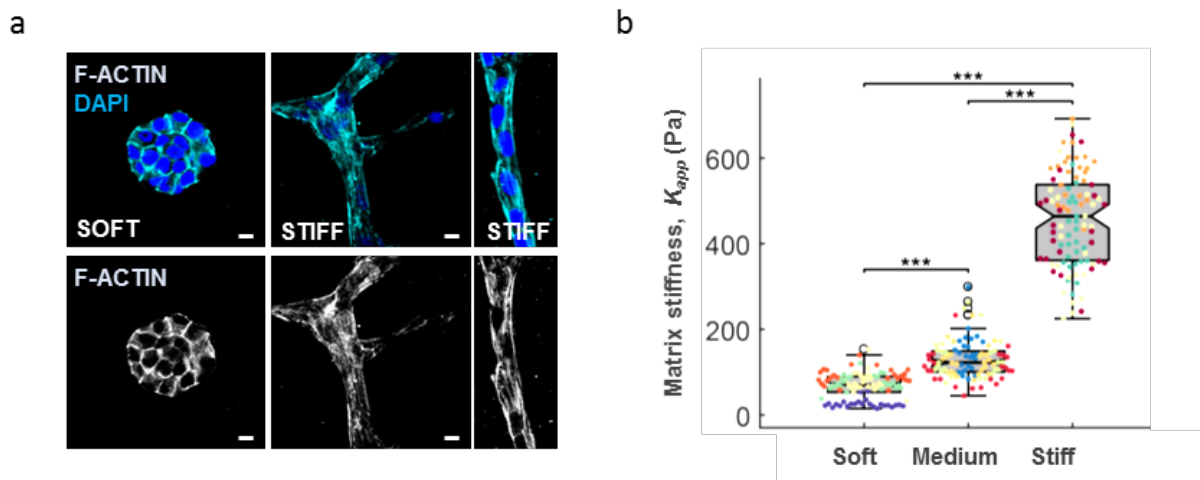 a
F-ACTIN
DAPI
SOFT
STIFF
STIFF
F-ACTIN
b
Matrix stiffness, Kapp (Pa)
600
400
200
0
***
***
***
Soft Medium Stiff